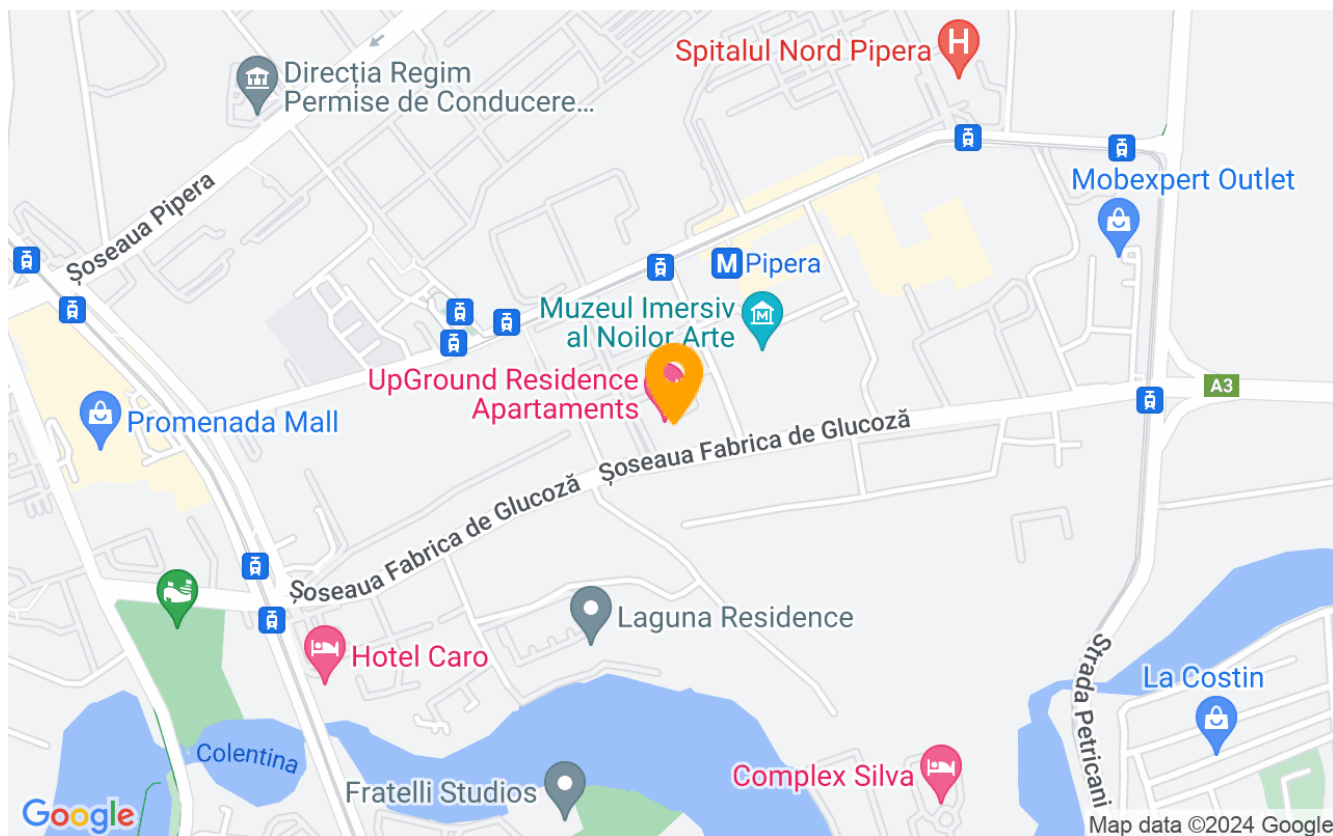 Spitalul Nord Pipera
H
Direcția Regim
Permise de Conducere…
Mobexpert Outlet
Șoseaua Pipera
M Pipera
Muzeul Imersiv
al Noilor Arte
M
UpGround Residence
Apartaments
A3
Promenada Mall
Șoseaua Fabrica de Glucoză
Șoseaua Fabrica de Glucoză
Laguna Residence
Hotel Caro
Strada Petricani
La Costin
Colentina
Complex Silva
Fratelli Studios
Google
Map data ©2024 Google